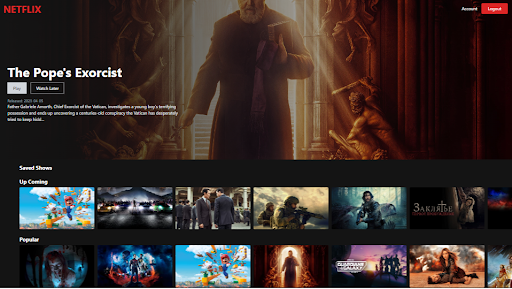 NETFLIX
Account
Logout
The Pope's Exorcist
Play
Watch Later
Released: 2023-04-05
Father Gabriele Amorth, Chief Exorcist of the Vatican, investigates a young boy's terrifying
possession and ends up uncovering a centuries-old conspiracy the Vatican has desperately
tried to keep hidd...
Saved Shows
Up Coming
ЗАКЛЯТЬЕ
Popular
GUARDIANS
GALAXY